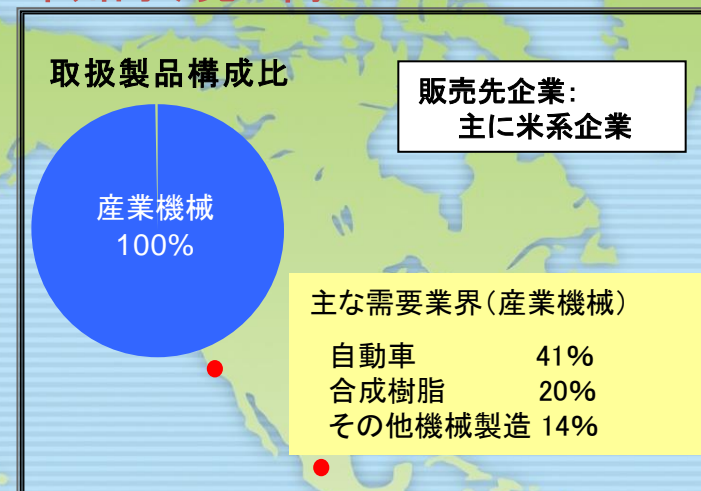 取扱製品構成比
販売先企業:
主に米系企業
産業機械
100%
主な需要業界(産業機械)
自動車 41%
合成樹脂 20%
その他機械製造 14%